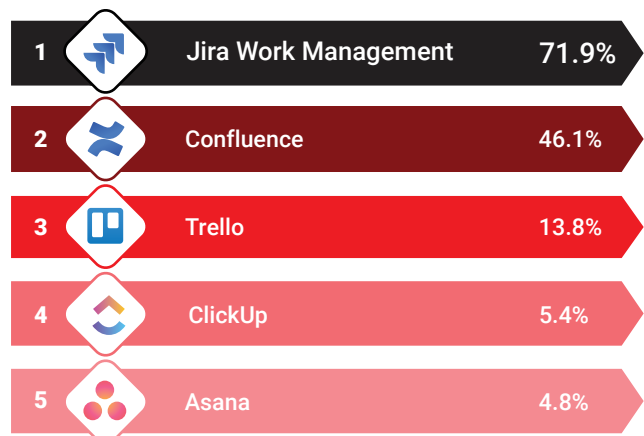 1 Jira Work Management 71.9%
2 Confluence 46.1%
3 Trello 13.8%
4 ClickUp 5.4%
5 Asana 4.8%